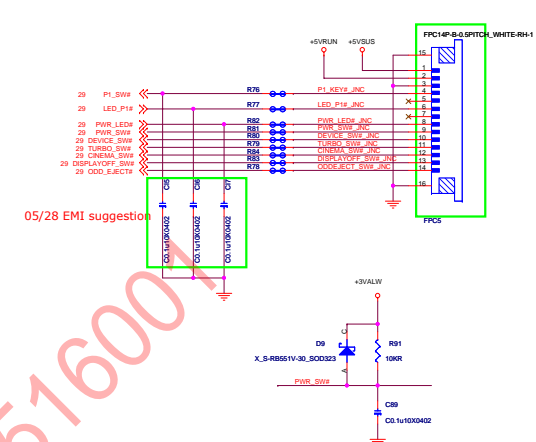 FPC14P-B-0.5PITCH_WHITE-RH-1
+5VRUN +5VSUS
15
1
2
3
29 P1_SW# R76 P1_KEY#_JNC 4
5
29 LED_P1# R77 LED_P1#_JNC 6
7
29 PWR_LED# R82 PWR_LED#_JNC 8
29 PWR_SW# R81 PWR_SW#_JNC 9
29 DEVICE_SW# R80 DEVICE_SW#_JNC 10
29 TURBO_SW# R79 TURBO_SW#_JNC 11
29 CINEMA_SW# R84 CINEMA_SW#_JNC 12
29 DISPLAYOFF_SW# R83 DISPLAYOFF_SW#_JNC 13
29 ODD_EJECT# R78 ODDEJECT_SW#_JNC 14
16
FPC5
CI5 CI6 CI7
05/28 EMI suggestion
C0.1u10X0402 C0.1u10X0402 C0.1u10X0402
+3VALW
D9 C R91
X_S-RB551V-30_SOD323 10KR
A
PWR_SW#
C89
C0.1u10X0402
516001